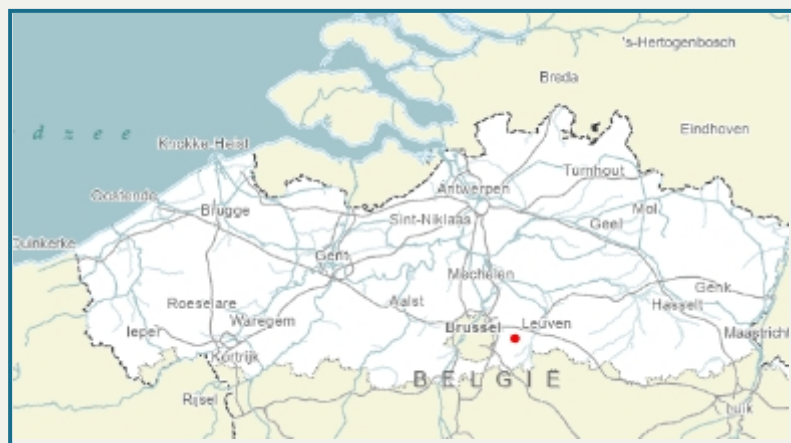 's-Hertogenbosch
Breda
d z e e
Eindhoven
Knokke-Heist
Turnhout
Oostende
Antwerpen
Brugge
Sint-Niklaas
Mol
Geel
Duinkerke
Gent
Mechelen
Genk
Roeselare
Aalst
Hasselt
Ieper
Waregem
Brussel
Leuven
Maastricht
Kortrijk
BELGIË
Rijsel
Luik